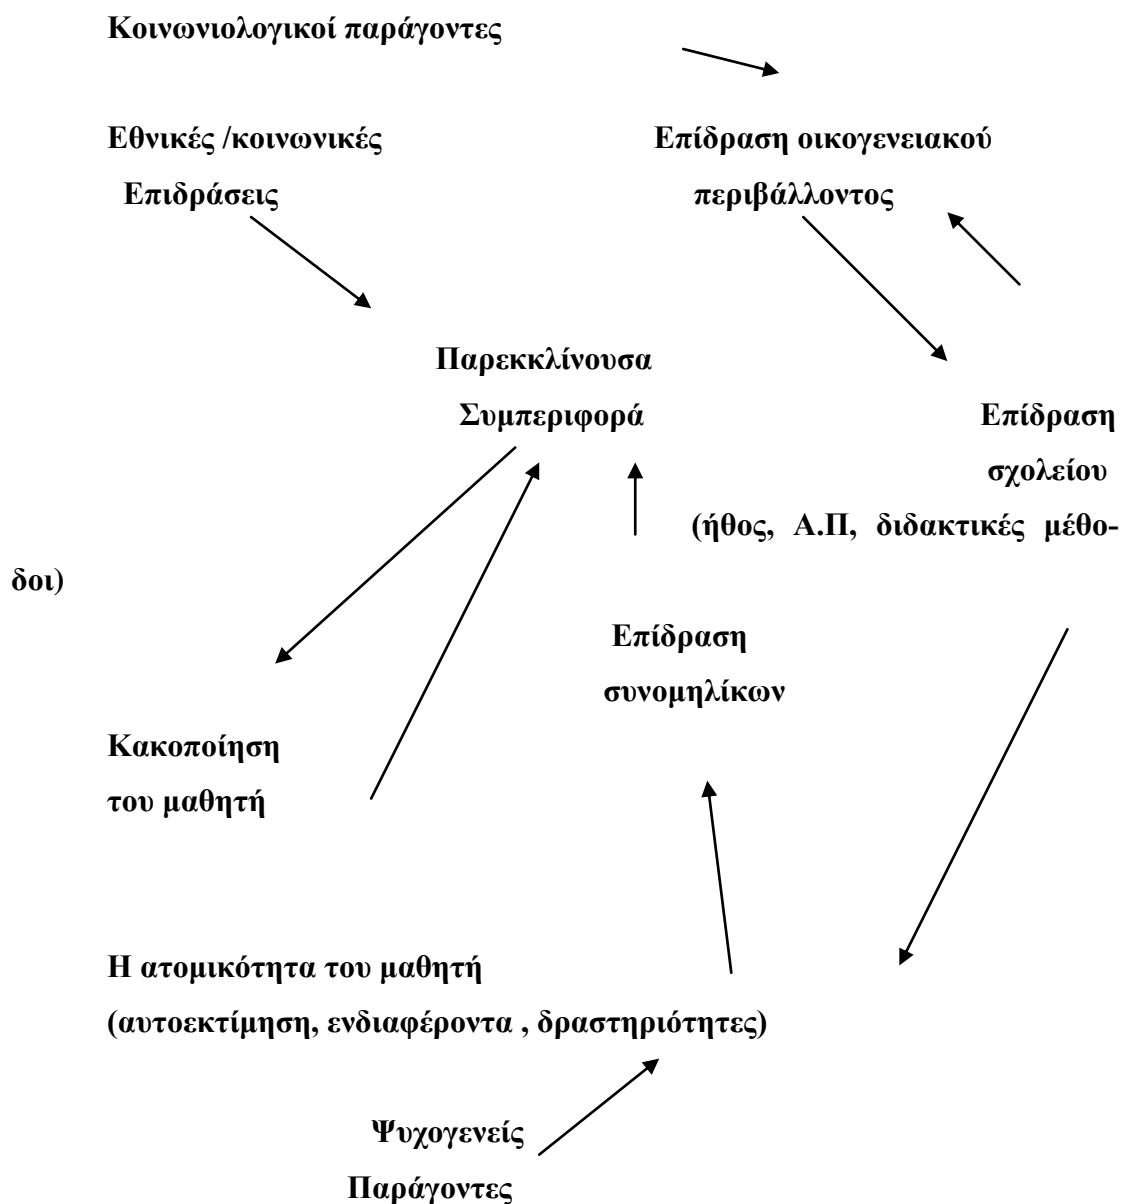 Κοινωνιολογικοί παράγοντες
Εθνικές /κοινωνικές
Επιδράσεις
Επίδραση οικογενειακού
περιβάλλοντος
Παρεκκλίνουσα
Συμπεριφορά
Επίδραση
σχολείου
(ήθος, Α.Π, διδακτικές μέθο-
δοι)
Επίδραση
συνομηλίκων
Κακοποίηση
του μαθητή
Η ατομικότητα του μαθητή
(αυτοεκτίμηση, ενδιαφέροντα , δραστηριότητες)
Ψυχογενείς
Παράγοντες